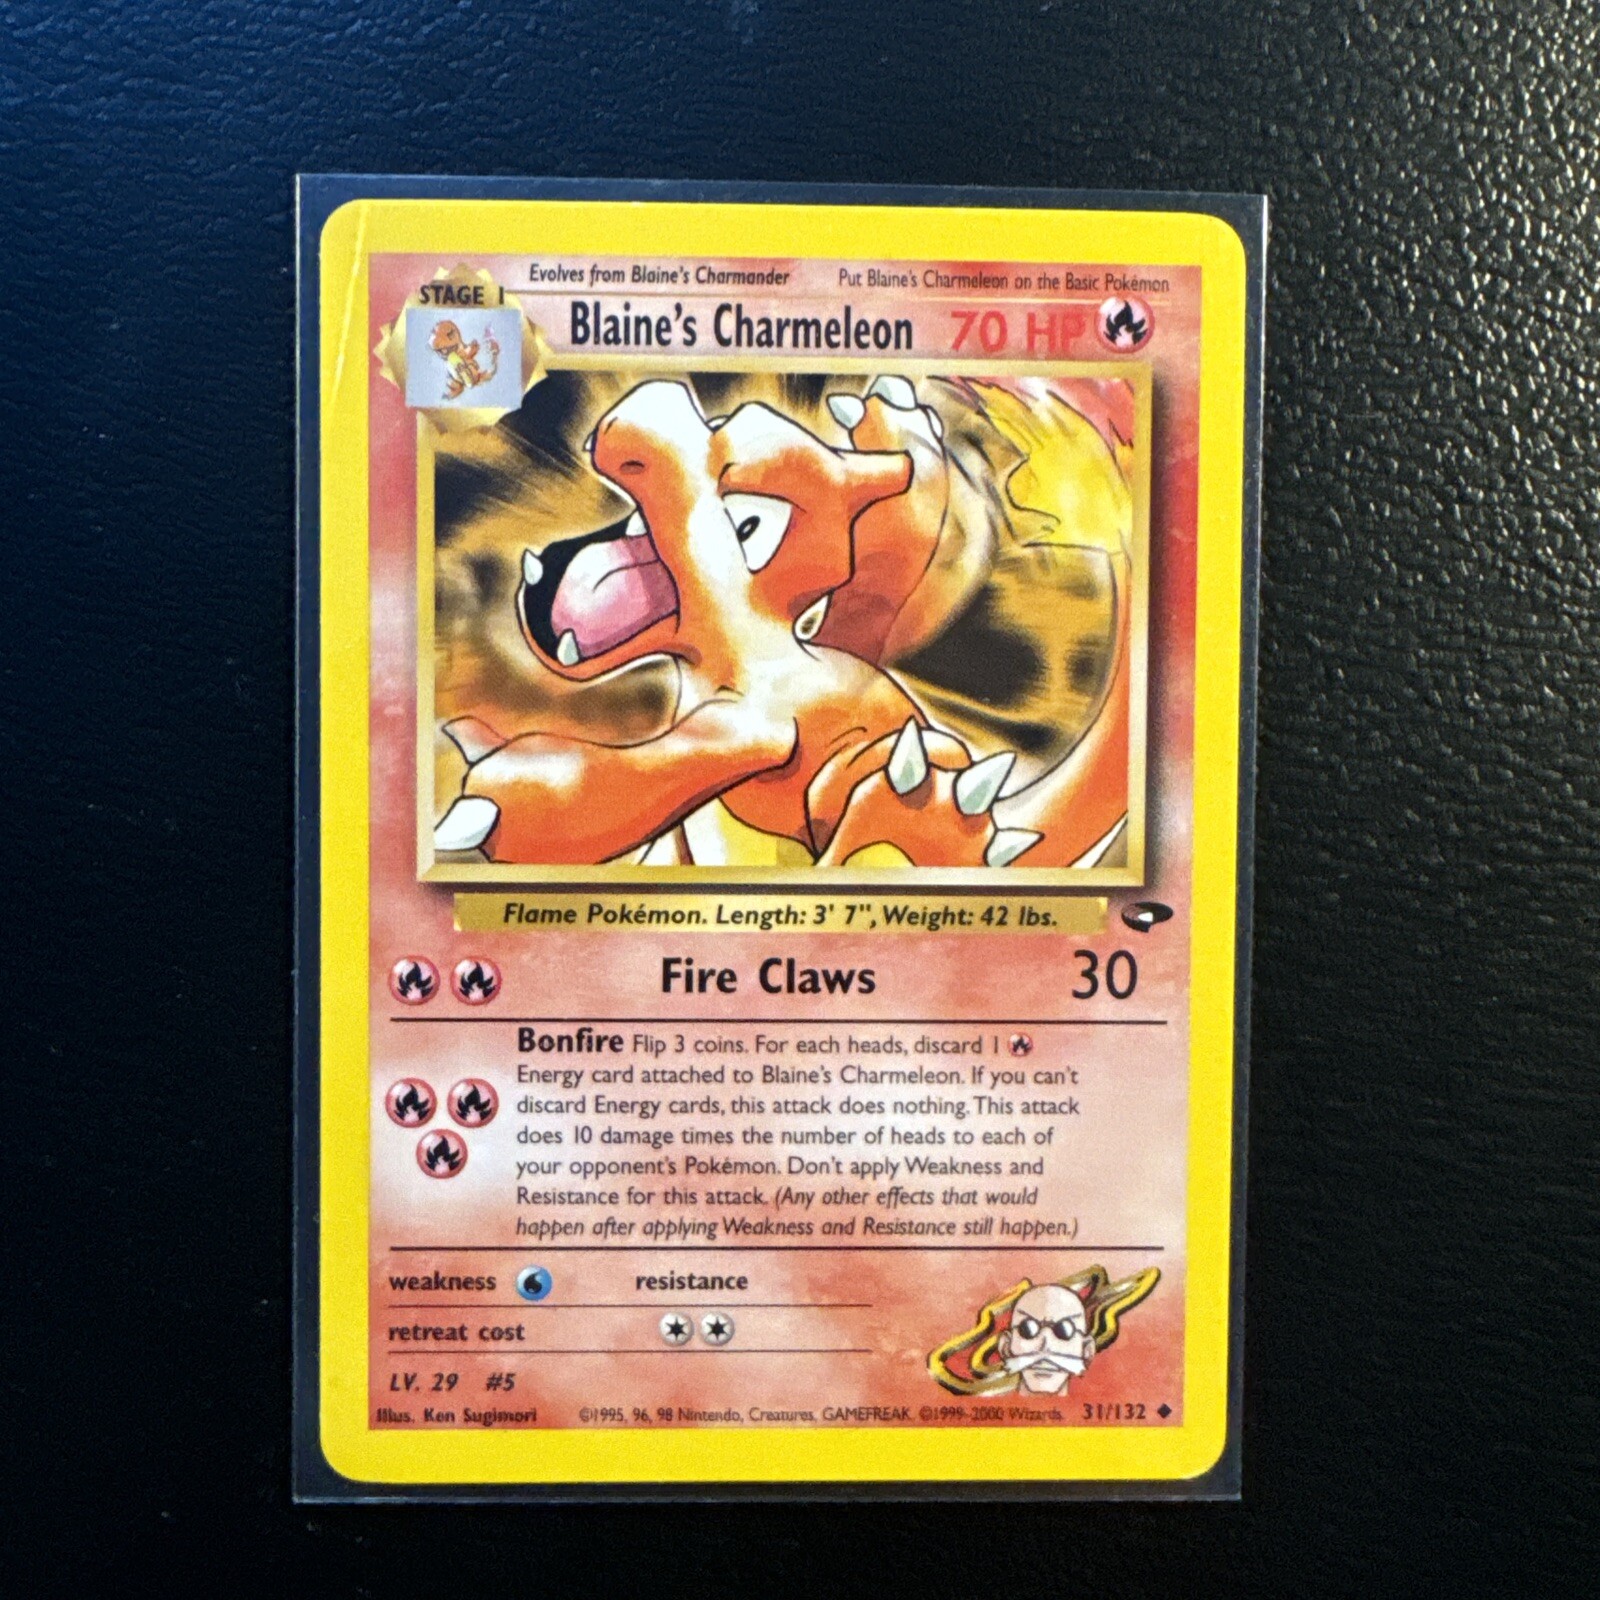 Evolves from Blaine's Charmander
Put Blaine's Charmeleon on the Basic Pokémon
STAGE 1
Blaine's Charmeleon
70 HP
Flame Pokémon. Length: 3' 7", Weight: 42 lbs.
Fire Claws
30
Bonfire Flip 3 coins. For each heads, discard 1
Energy card attached to Blaine's Charmeleon. If you can't
discard Energy cards, this attack does nothing. This attack
does 10 damage times the number of heads to each of
your opponent's Pokémon. Don't apply Weakness and
Resistance for this attack. (Any other effects that would
happen after applying Weakness and Resistance still happen.)
weakness
resistance
retreat cost
LV. 29 #5
Illus. Ken Sugimori
©1995, 96, 98 Nintendo, Creatures, GAMEFREAK. ©1999-2000 Wizards.
31/132